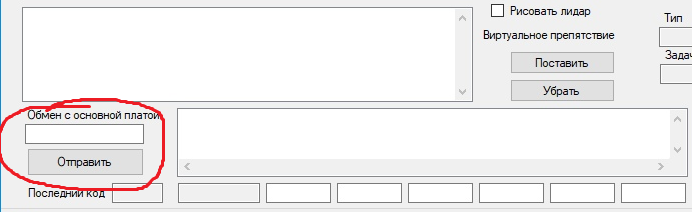 Рисовать лидар
Тип
Виртуальное препятствие
Поставить
Задач
Убрать
Обмен с основной платой
Отправить
Последний код